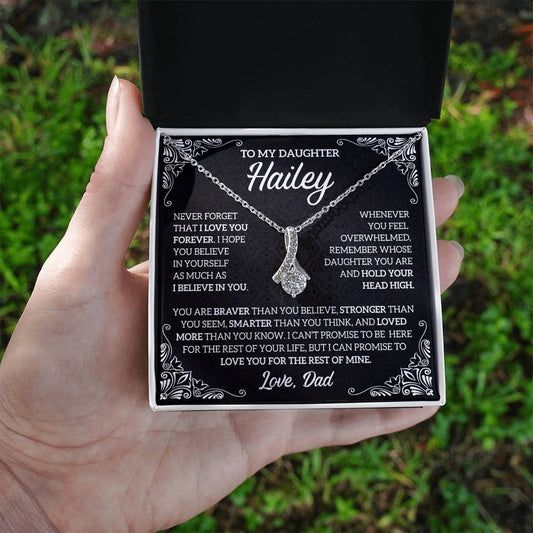 TO MY DAUGHTER
Hailey
NEVER FORGET
THAT I LOVE YOU
FOREVER. I HOPE
YOU BELIEVE
IN YOURSELF
AS MUCH AS
I BELIEVE IN YOU.
WHENEVER
YOU FEEL
OVERWHELMED,
REMEMBER WHOSE
DAUGHTER YOU ARE
AND HOLD YOUR
HEAD HIGH.
YOU ARE BRAVER THAN YOU BELIEVE, STRONGER THAN
YOU SEEM, SMARTER THAN YOU THINK, AND LOVED
MORE THAN YOU KNOW. I CAN'T PROMISE TO BE HERE
FOR THE REST OF YOUR LIFE, BUT I CAN PROMISE TO
LOVE YOU FOR THE REST OF MINE.
Love, Dad